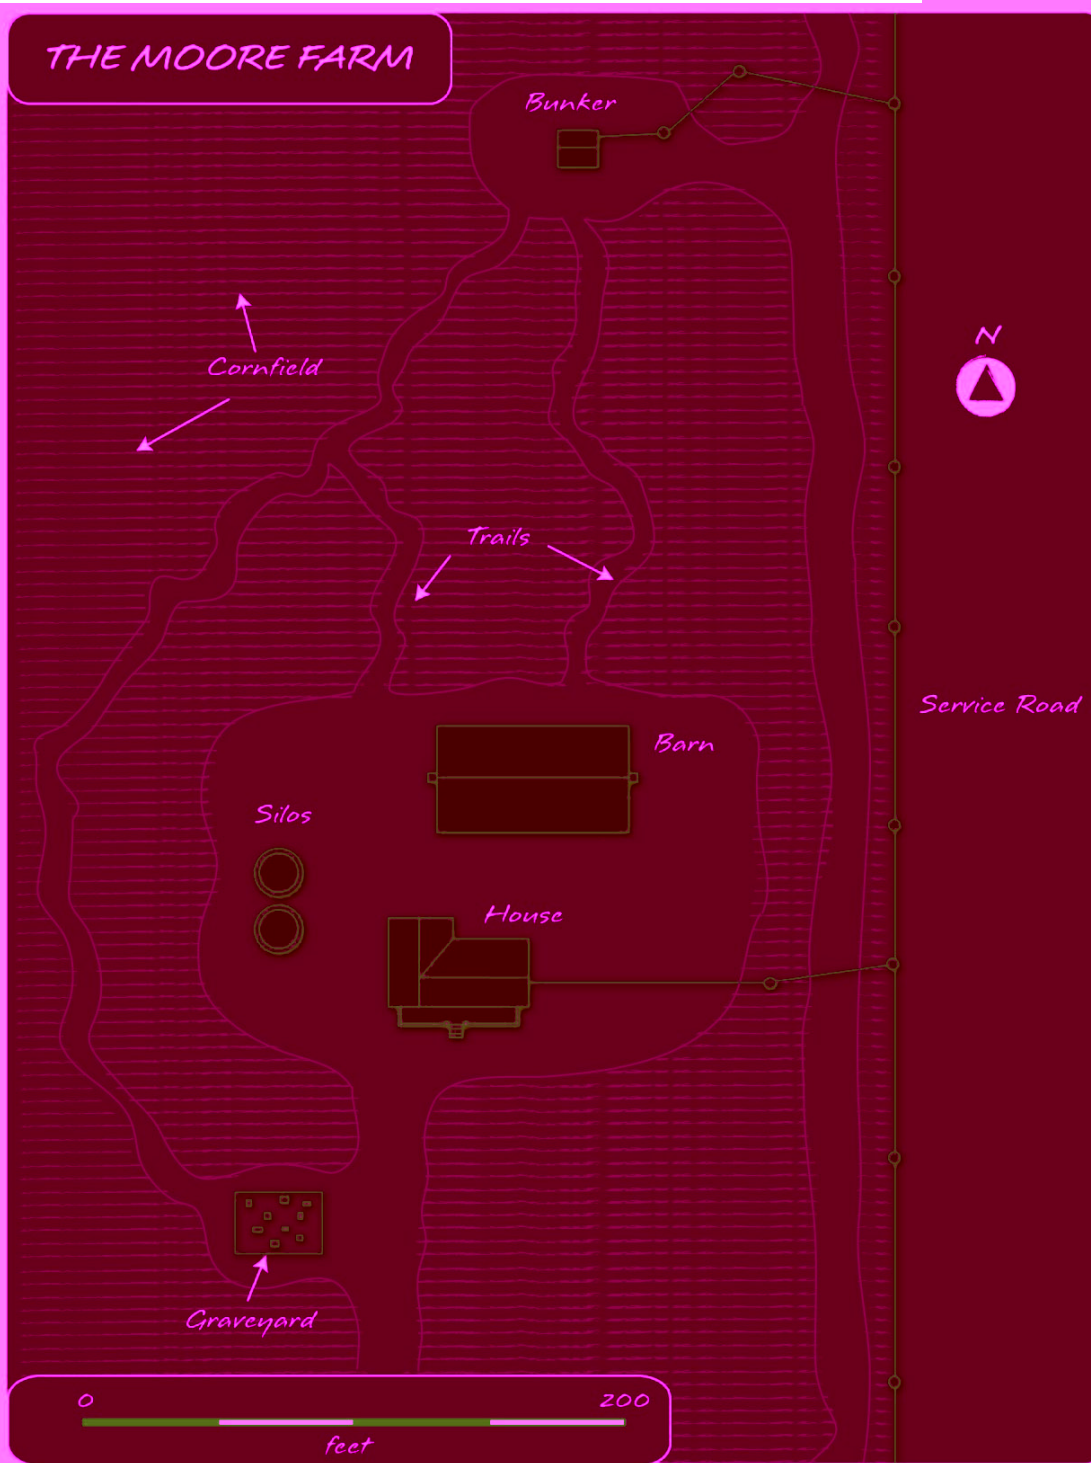 THE MOORE FARM
Bunker
N
Cornfield
Trails
Service Road
Barn
Silos
House
Graveyard
0 200
feet